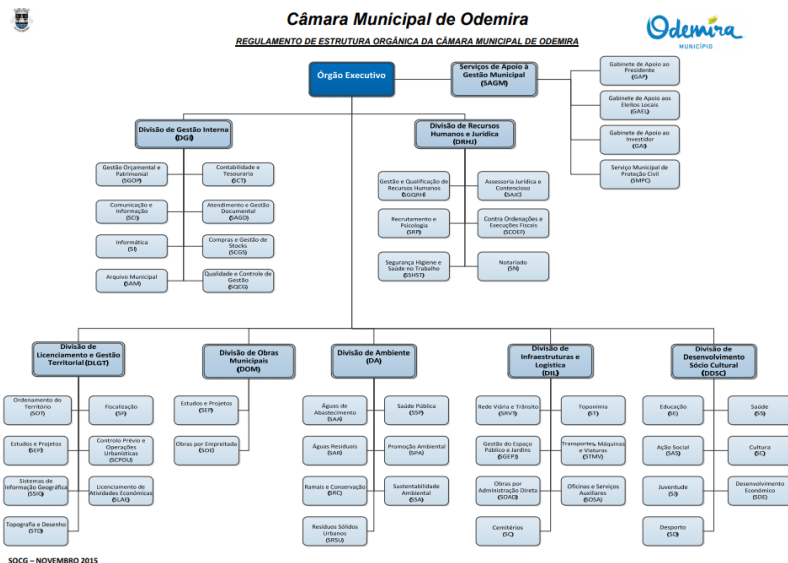 Câmara Municipal de Odemira
REGULAMENTO DE ESTRUTURA ORGÂNICA DA CÂMARA MUNICIPAL DE ODEMIRA
Odemira
MUNICÍPIO
Órgão Executivo
Serviços de Apoio à
Gestão Municipal
(SAGM)
Gabinete de Apoio ao
Presidente
(GAP)
Gabinete de Apoio aos
Eleitos Locais
(GAEL)
Gabinete de Apoio ao
Investidor
(GAI)
Serviço Municipal de
Proteção Civil
(SMPC)
Divisão de Gestão Interna
(DGI)
Gestão Orçamental e
Patrimonial
(SGOP)
Contabilidade e
Tesouraria
(SCT)
Comunicação e
Informação
(SCI)
Atendimento e Gestão
Documental
(SAGD)
Informática
(SI)
Compras e Gestão de
Stocks
(SCGS)
Arquivo Municipal
(SAM)
Qualidade e Controle de
Gestão
(SQCG)
Divisão de Recursos
Humanos e Jurídica
(DRHJ)
Gestão e Qualificação de
Recursos Humanos
(SGQRH)
Assessoria Jurídica e
Contencioso
(SAJC)
Recrutamento e
Psicologia
(SRP)
Contra Ordenações e
Execuções Fiscais
(SCOEF)
Segurança Higiene e
Saúde no Trabalho
(SSHST)
Notariado
(SN)
Divisão de
Licenciamento e Gestão
Territorial (DLGT)
Ordenamento do
Território
(SOT)
Fiscalização
(SF)
Estudos e Projetos
(SEP)
Controlo Prévio e
Operações
Urbanísticas
(SCPOU)
Sistemas de
Informação Geográfica
(SSIG)
Licenciamento de
Atividades Económicas
(SLAE)
Topografia e Desenho
(STD)
Divisão de Obras
Municipais
(DOM)
Estudos e Projetos
(SEP)
Obras por Empreitada
(SOE)
Divisão de Ambiente
(DA)
Águas de
Abastecimento
(SAA)
Saúde Pública
(SSP)
Águas Residuais
(SAR)
Promoção Ambiental
(SPA)
Ramais e Conservação
(SRC)
Sustentabilidade
Ambiental
(SSA)
Resíduos Sólidos
Urbanos
(SRSU)
Divisão de
Infraestruturas e
Logística
(DIL)
Rede Viária e Trânsito
(SRVT)
Toponímia
(ST)
Gestão do Espaço
Público e Jardins
(SGEPJ)
Transportes, Máquinas
e Viaturas
(STMV)
Obras por
Administração Direta
(SOAD)
Oficinas e Serviços
Auxiliares
(SOSA)
Cemitérios
(SC)
Divisão de
Desenvolvimento
Sócio Cultural
(DDSC)
Educação
(SE)
Saúde
(SS)
Ação Social
(SAS)
Cultura
(SC)
Juventude
(SJ)
Desenvolvimento
Económico
(SDE)
Desporto
(SD)
SQCG – NOVEMBRO 2015